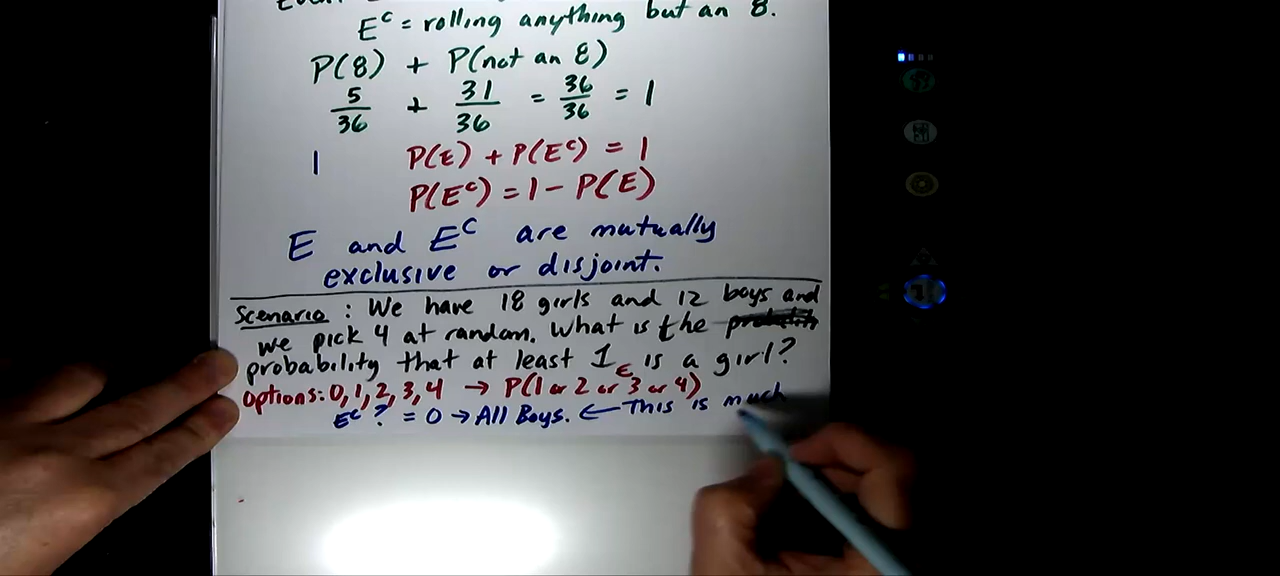 E^C = rolling anything but an 8.
P(8) + P(not an 8)
5/36 + 31/36 = 36/36 = 1
1 P(E) + P(E^C) = 1
P(E^C) = 1 - P(E)
E and E^C are mutually
exclusive or disjoint.
Scenario: We have 18 girls and 12 boys and
we pick 4 at random. What is the
probability that at least 1 is a girl?
Options: 0, 1, 2, 3, 4 → P(1 or 2 or 3 or 4)
E^C ? = 0 → All Boys. ← This is much